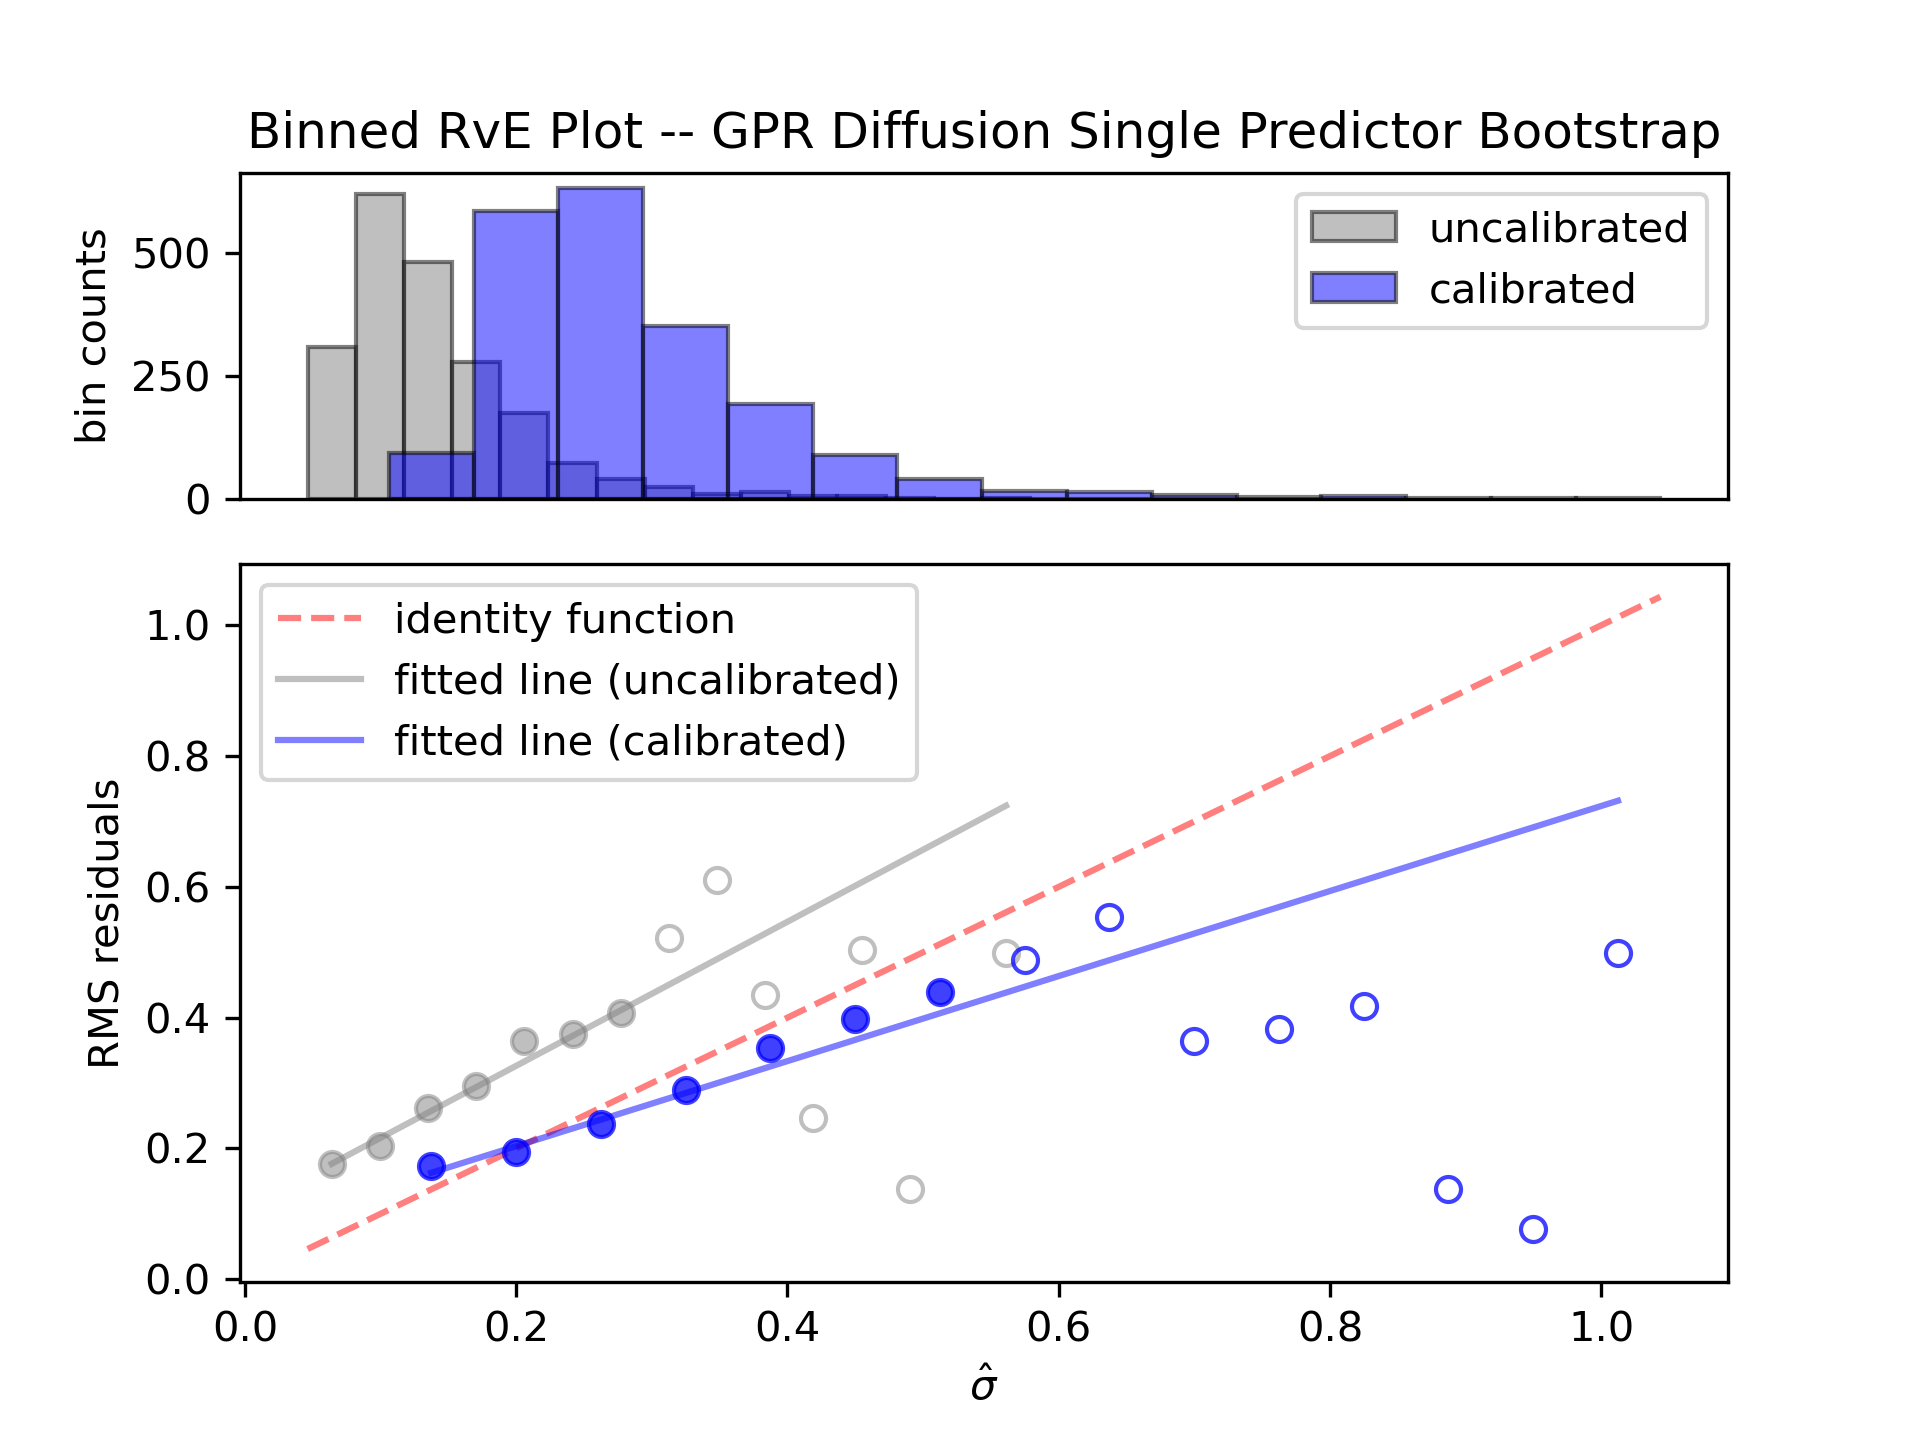 Binned RvE Plot -- GPR Diffusion Single Predictor Bootstrap
bin counts
500
250
0
uncalibrated
calibrated
RMS residuals
1.0
0.8
0.6
0.4
0.2
0.0
identity function
fitted line (uncalibrated)
fitted line (calibrated)
0.0 0.2 0.4 0.6 0.8 1.0
σ̂